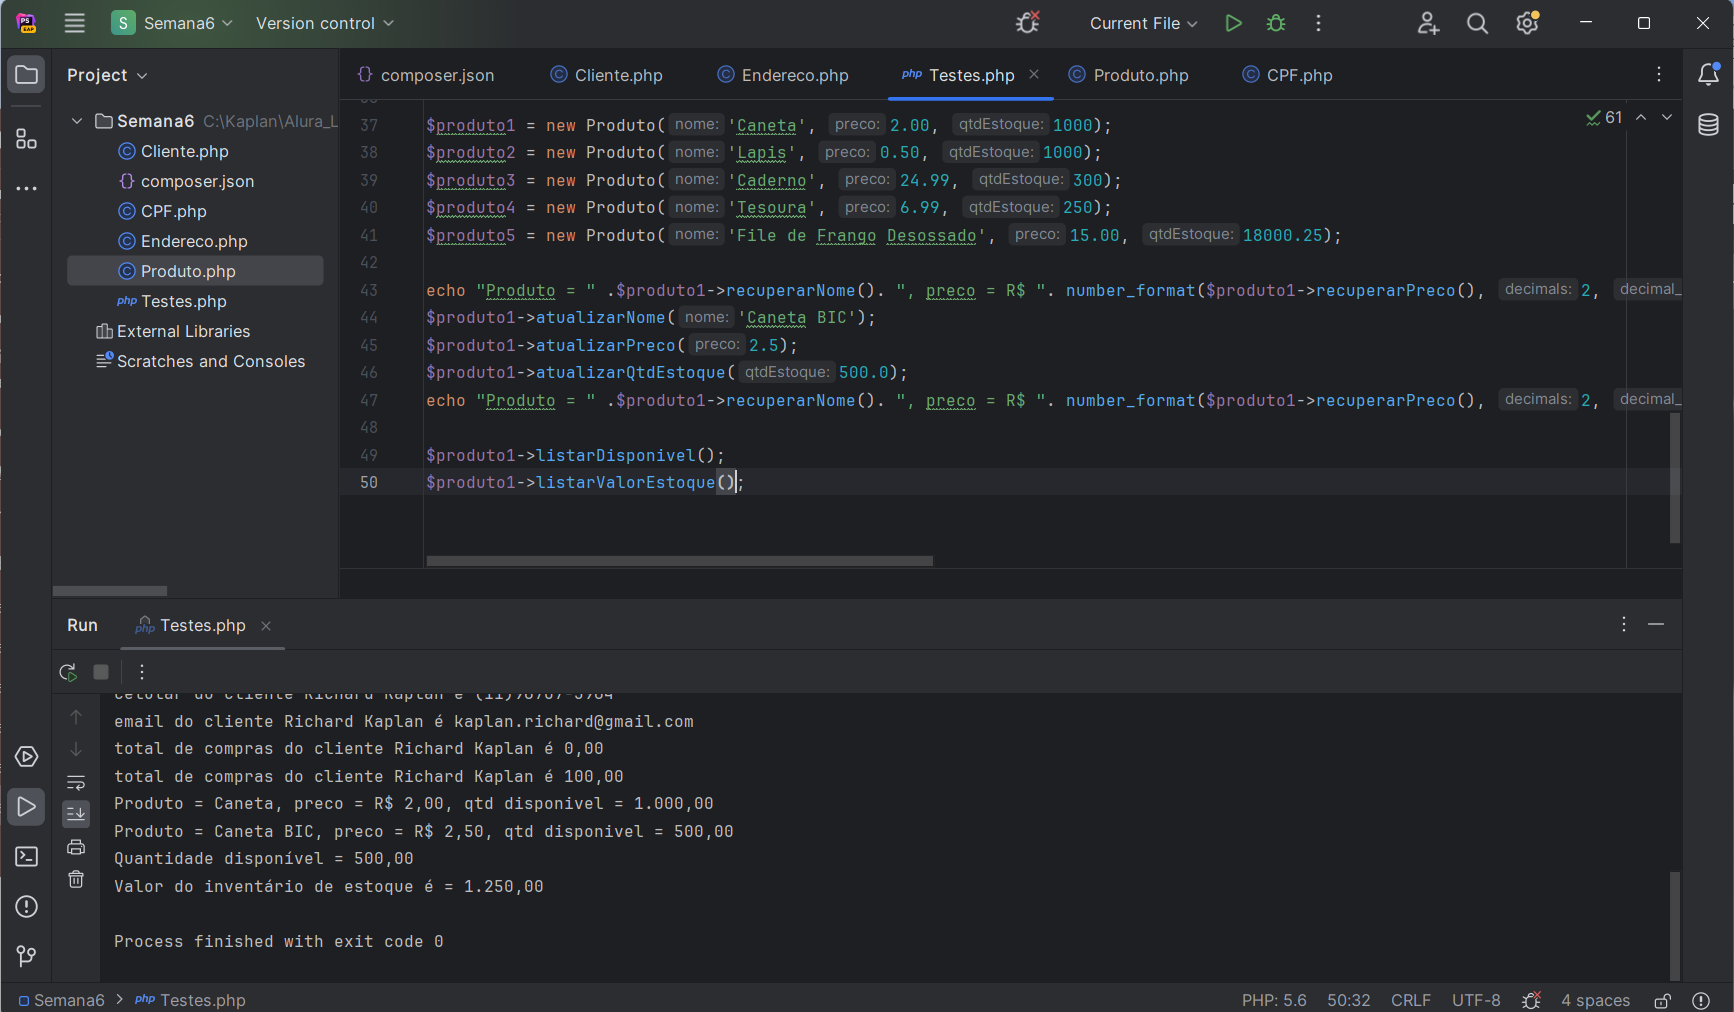 PS
EAP
S Semana6 Version control Current File
Project
composer.json Cliente.php Endereco.php Testes.php Produto.php CPF.php
Semana6 C:\Kaplan\Alura_L
Cliente.php
composer.json
CPF.php
Endereco.php
Produto.php
Testes.php
External Libraries
Scratches and Consoles
61
37 $produto1 = new Produto( nome: 'Caneta', preco: 2.00, qtdEstoque: 1000);
38 $produto2 = new Produto( nome: 'Lapis', preco: 0.50, qtdEstoque: 1000);
39 $produto3 = new Produto( nome: 'Caderno', preco: 24.99, qtdEstoque: 300);
40 $produto4 = new Produto( nome: 'Tesoura', preco: 6.99, qtdEstoque: 250);
41 $produto5 = new Produto( nome: 'File de Frango Desossado', preco: 15.00, qtdEstoque: 18000.25);
42
43 echo "Produto = " .$produto1->recuperarNome(). ", preco = R$ ". number_format($produto1->recuperarPreco(), decimals: 2, decimal_
44 $produto1->atualizarNome( nome: 'Caneta BIC');
45 $produto1->atualizarPreco( preco: 2.5);
46 $produto1->atualizarQtdEstoque( qtdEstoque: 500.0);
47 echo "Produto = " .$produto1->recuperarNome(). ", preco = R$ ". number_format($produto1->recuperarPreco(), decimals: 2, decimal_
48
49 $produto1->listarDisponivel();
50 $produto1->listarValorEstoque();
Run php Testes.php
celular do cliente Richard Kaplan é
email do cliente Richard Kaplan é kaplan.richard@gmail.com
total de compras do cliente Richard Kaplan é 0,00
total de compras do cliente Richard Kaplan é 100,00
Produto = Caneta, preco = R$ 2,00, qtd disponivel = 1.000,00
Produto = Caneta BIC, preco = R$ 2,50, qtd disponivel = 500,00
Quantidade disponível = 500,00
Valor do inventário de estoque é = 1.250,00
Process finished with exit code 0
Semana6 > php Testes.php PHP: 5.6 50:32 CRLF UTF-8 4 spaces